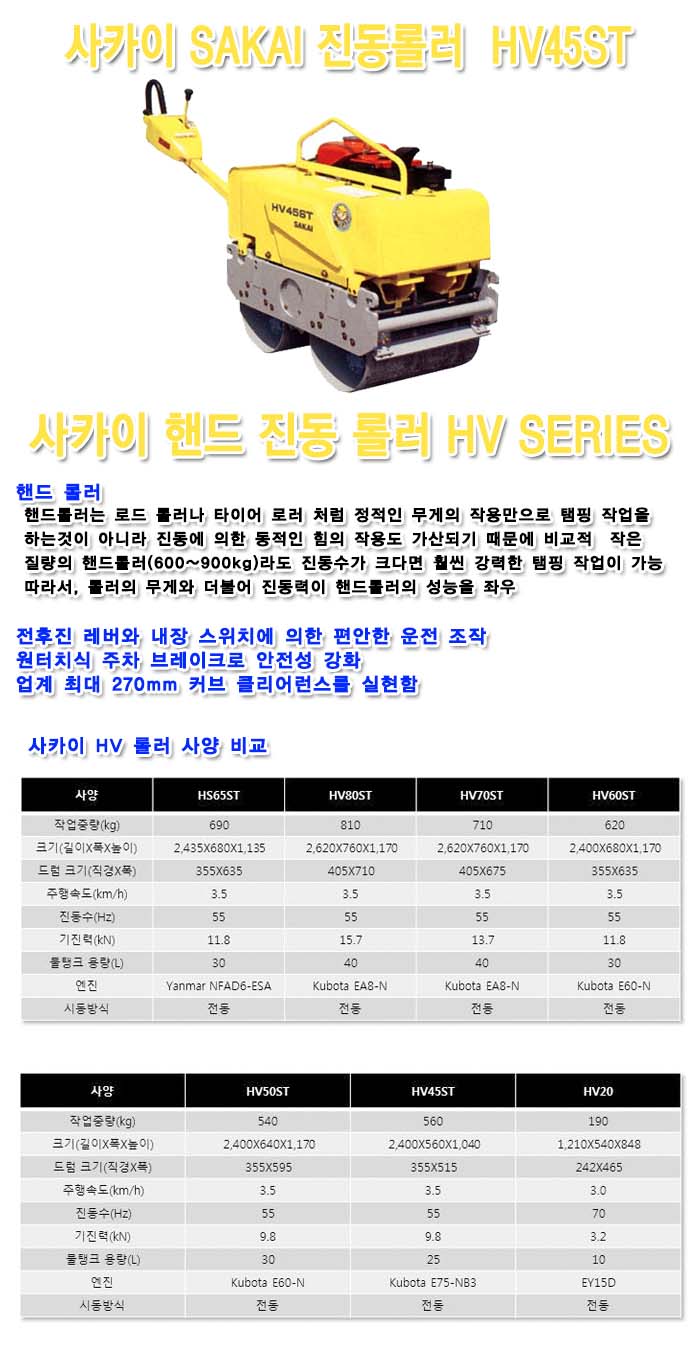 사카이 SAKAI 진동롤러 HV45ST
HV45ST
SAKAI
사카이 핸드 진동 롤러 HV SERIES
핸드 롤러
핸드롤러는 로드 롤러나 타이어 로러 처럼 정적인 무게의 작용만으로 탬핑 작업을
하는것이 아니라 진동에 의한 동적인 힘의 작용도 가산되기 때문에 비교적 작은
질량의 핸드롤러(600~900kg)라도 진동수가 크다면 훨씬 강력한 탬핑 작업이 가능
따라서, 롤러의 무게와 더불어 진동력이 핸드롤러의 성능을 좌우
전후진 레버와 내장 스위치에 의한 편안한 운전 조작
원터치식 주차 브레이크로 안전성 강화
업계 최대 270mm 커브 클리어런스를 실현함
사카이 HV 롤러 사양 비교
사양 HS65ST HV80ST HV70ST HV60ST
작업중량(kg) 690 810 710 620
크기(길이X폭X높이) 2,435X680X1,135 2,620X760X1,170 2,620X760X1,170 2,400X680X1,170
드럼 크기(직경X폭) 355X635 405X710 405X675 355X635
주행속도(km/h) 3.5 3.5 3.5 3.5
진동수(Hz) 55 55 55 55
기진력(kN) 11.8 15.7 13.7 11.8
물탱크 용량(L) 30 40 40 30
엔진 Yanmar NFAD6-ESA Kubota EA8-N Kubota EA8-N Kubota E60-N
시동방식 전동 전동 전동 전동
사양 HV50ST HV45ST HV20
작업중량(kg) 540 560 190
크기(길이X폭X높이) 2,400X640X1,170 2,400X560X1,040 1,210X540X848
드럼 크기(직경X폭) 355X595 355X515 242X465
주행속도(km/h) 3.5 3.5 3.0
진동수(Hz) 55 55 70
기진력(kN) 9.8 9.8 3.2
물탱크 용량(L) 30 25 10
엔진 Kubota E60-N Kubota E75-NB3 EY15D
시동방식 전동 전동 전동